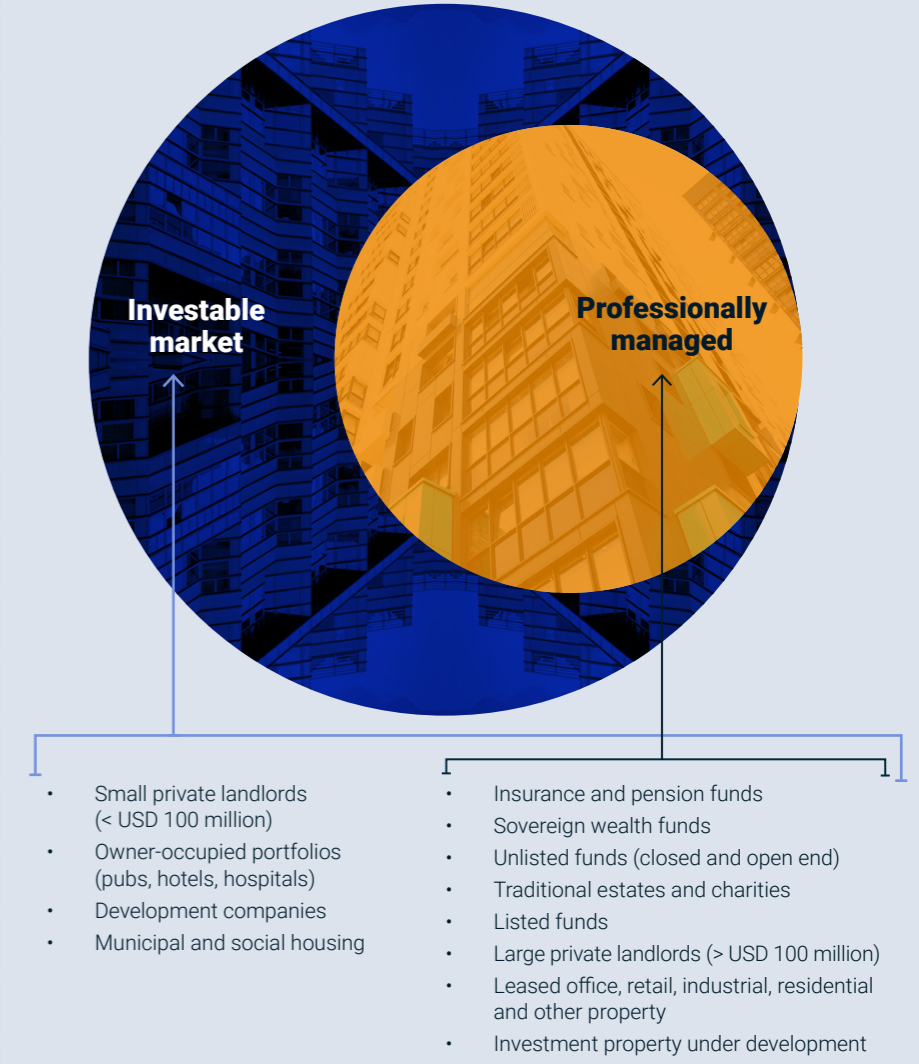 Investable
market
Professionally
managed
• Small private landlords
(< USD 100 million)
• Owner-occupied portfolios
(pubs, hotels, hospitals)
• Development companies
• Municipal and social housing
• Insurance and pension funds
• Sovereign wealth funds
• Unlisted funds (closed and open end)
• Traditional estates and charities
• Listed funds
• Large private landlords (> USD 100 million)
• Leased office, retail, industrial, residential
and other property
• Investment property under development